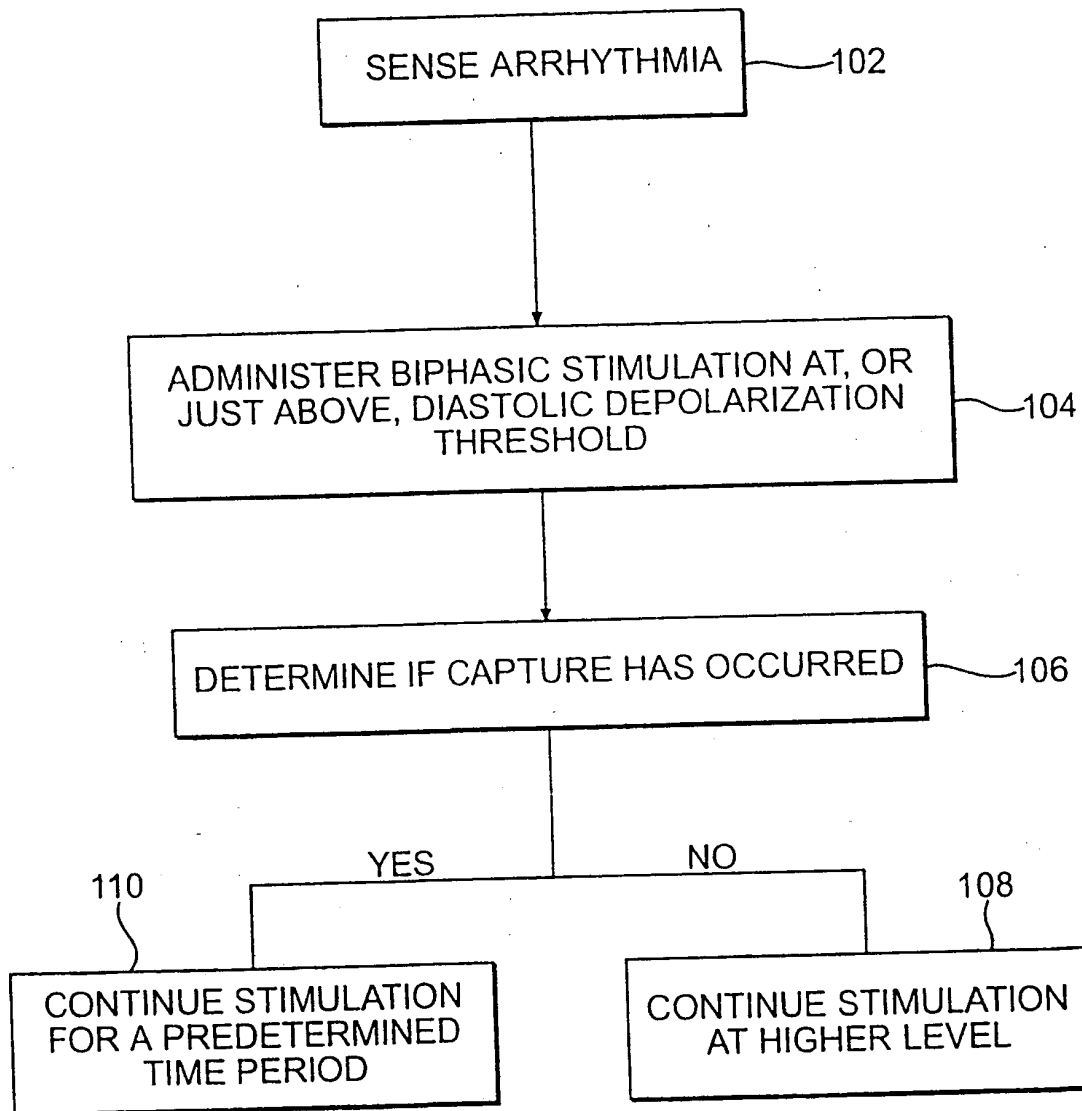 SENSE ARRHYTHMIA
102
ADMINISTER BIPHASIC STIMULATION AT, OR
JUST ABOVE, DIASTOLIC DEPOLARIZATION
THRESHOLD
104
DETERMINE IF CAPTURE HAS OCCURRED
106
YES
NO
110
108
CONTINUE STIMULATION
FOR A PREDETERMINED
TIME PERIOD
CONTINUE STIMULATION
AT HIGHER LEVEL